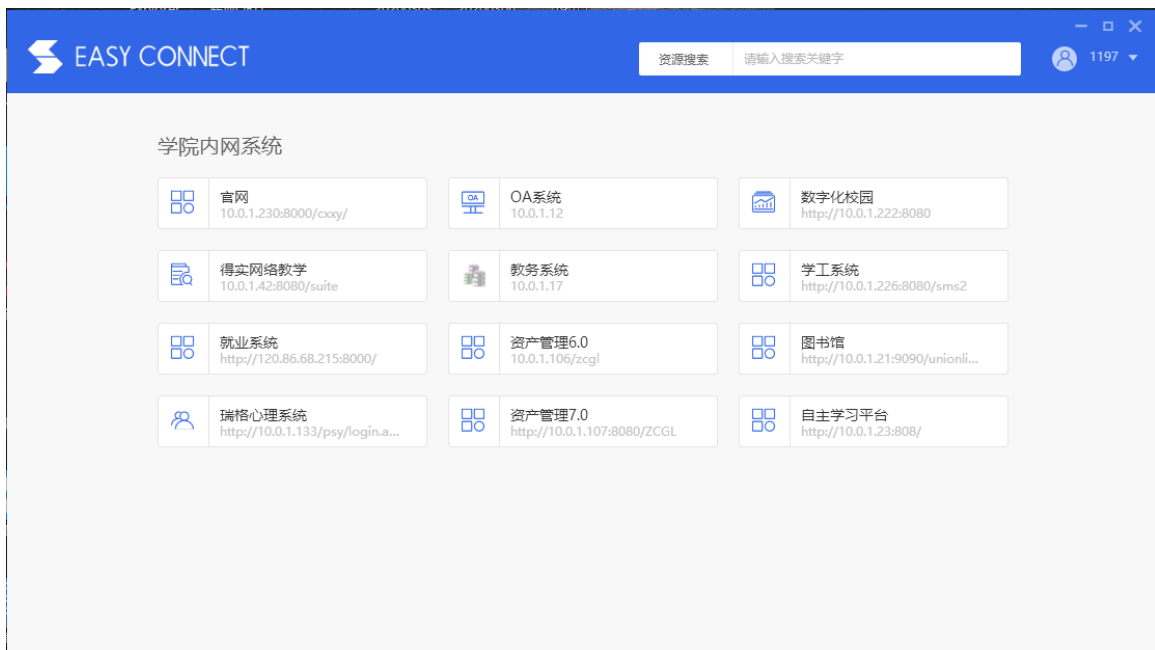 EASY CONNECT
资源搜索
请输入搜索关键字
1197
学院内网系统
官网
10.0.1.230:8000/cxxy/
OA
OA系统
10.0.1.12
数字化校园
http://10.0.1.222:8080
得实网络教学
10.0.1.42:8080/suite
教务系统
10.0.1.17
学工系统
http://10.0.1.226:8080/sms2
就业系统
http://120.86.68.215:8000/
资产管理6.0
10.0.1.106/zcgl
图书馆
http://10.0.1.21:9090/unionli...
瑞格心理系统
http://10.0.1.133/psy/login.a...
资产管理7.0
http://10.0.1.107:8080/ZCGL
自主学习平台
http://10.0.1.23:808/